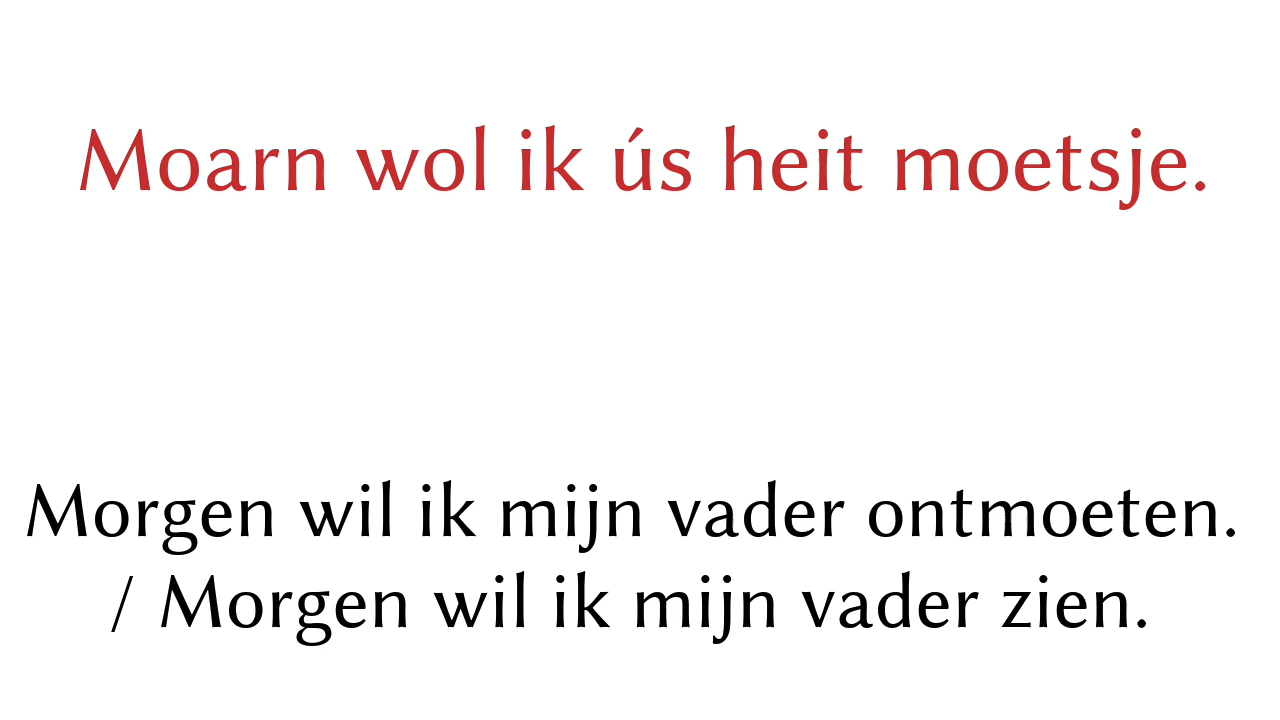 Moarn wol ik ús heit moetsje.
Morgen wil ik mijn vader ontmoeten.
/ Morgen wil ik mijn vader zien.